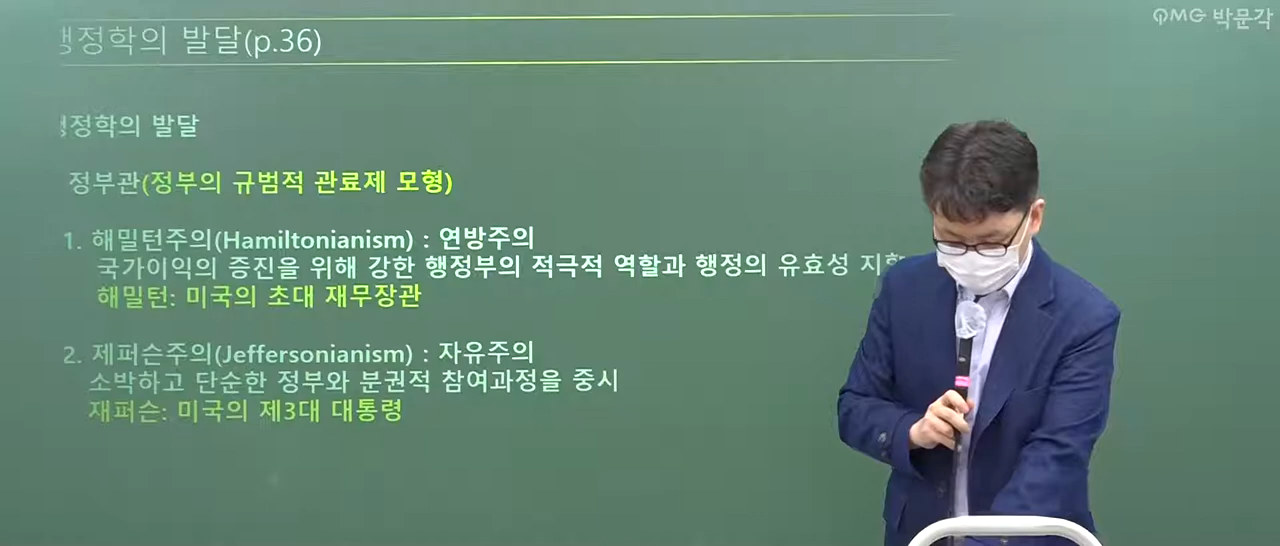 PMG 박문각
행정학의 발달(p.36)
행정학의 발달
정부관(정부의 규범적 관료제 모형)
1. 해밀턴주의(Hamiltonianism) : 연방주의
국가이익의 증진을 위해 강한 행정부의 적극적 역할과 행정의 유효성 지향
해밀턴: 미국의 초대 재무장관
2. 제퍼슨주의(Jeffersonianism) : 자유주의
소박하고 단순한 정부와 분권적 참여과정을 중시
재퍼슨: 미국의 제3대 대통령